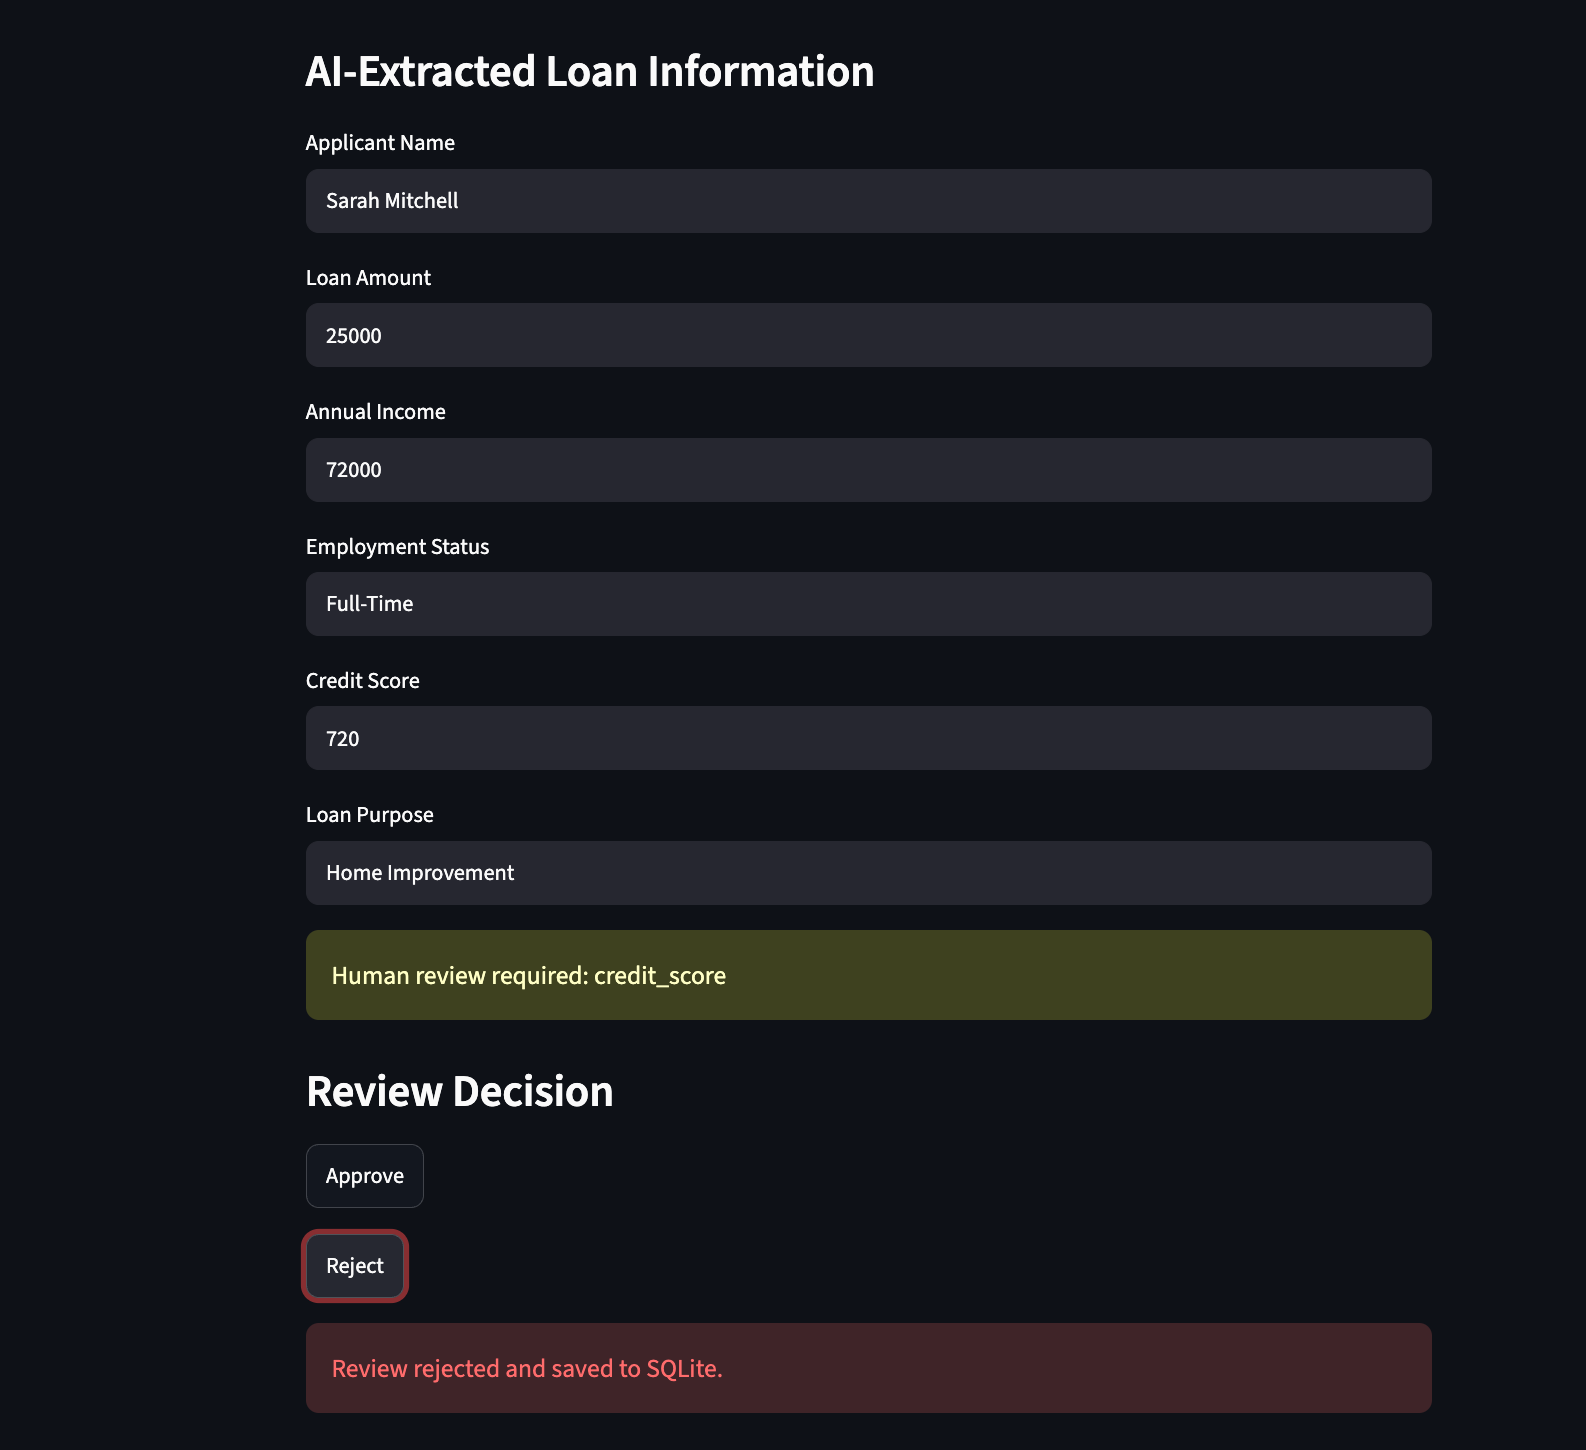 AI-Extracted Loan Information
Applicant Name
Sarah Mitchell
Loan Amount
25000
Annual Income
72000
Employment Status
Full-Time
Credit Score
720
Loan Purpose
Home Improvement
Human review required: credit_score
Review Decision
Approve
Reject
Review rejected and saved to SQLite.